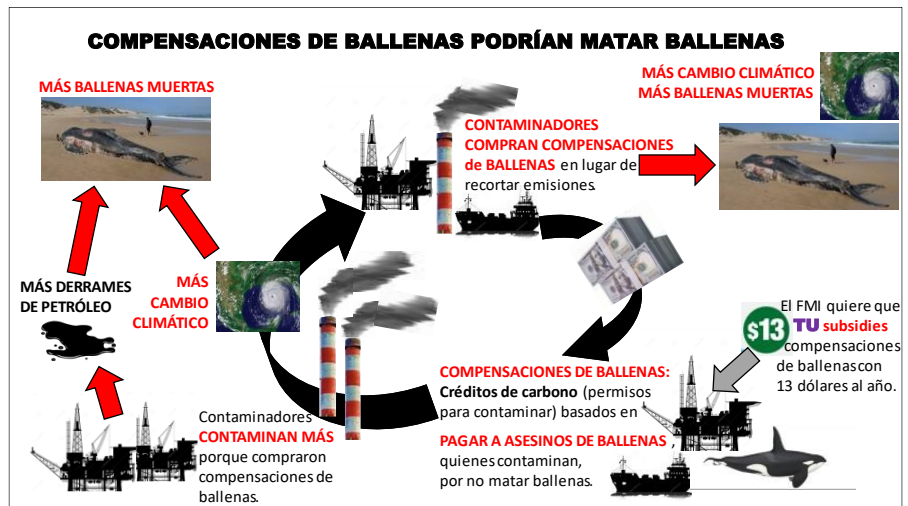 COMPENSACIONES DE BALLENAS PODRÍAN MATAR BALLENAS
MÁS BALLENAS MUERTAS
MÁS CAMBIO CLIMÁTICO
MÁS BALLENAS MUERTAS
CONTAMINADORES
COMPRAN COMPENSACIONES
de BALLENAS en lugar de
recortar emisiones.
MÁS DERRAMES
DE PETRÓLEO
MÁS
CAMBIO
CLIMÁTICO
$13
El FMI quiere que
TU subsidies
compensaciones
de ballenas con
13 dólares al año.
COMPENSACIONES DE BALLENAS:
Créditos de carbono (permisos
para contaminar) basados en
PAGAR A ASESINOS DE BALLENAS,
quienes contaminan,
por no matar ballenas.
Contaminadores
CONTAMINAN MÁS
porque compraron
compensaciones de
ballenas.